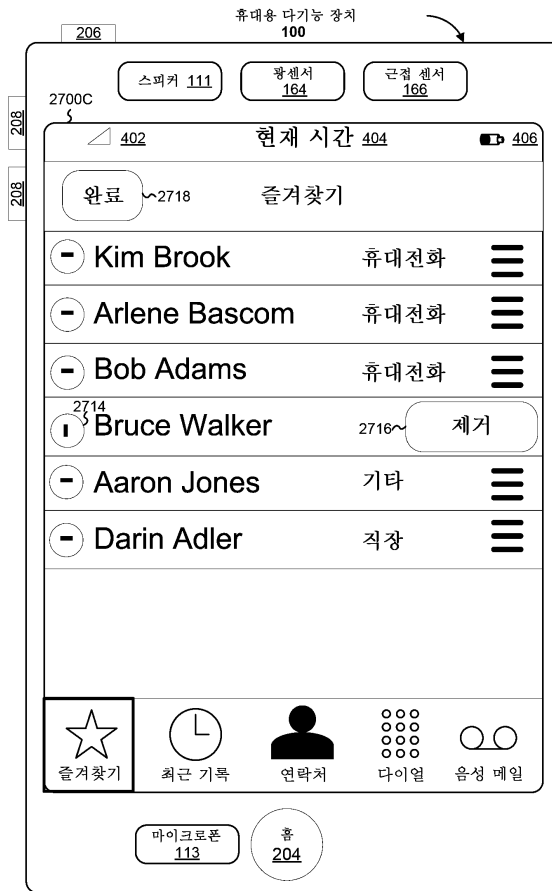 휴대용 다기능 장치
100
206
스피커 111
광센서
164
근접 센서
166
2700C
208
208
402
현재 시간 404
406
완료
2718
즐겨찾기
Kim Brook 휴대전화
Arlene Bascom 휴대전화
Bob Adams 휴대전화
2714
Bruce Walker
2716
제거
Aaron Jones 기타
Darin Adler 직장
즐겨찾기
최근 기록
연락처
다이얼
음성 메일
마이크로폰
113
홈
204